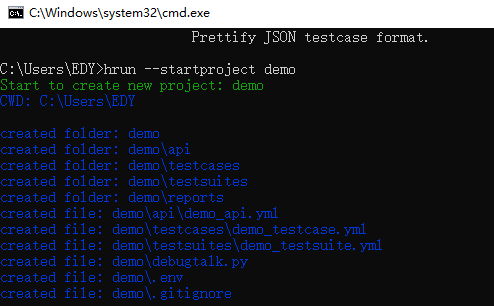 C:\Windows\system32\cmd.exe
Prettify JSON testcase format.
C:\Users\EDY>hrun --startproject demo
Start to create new project: demo
CWD: C:\Users\EDY
created folder: demo
created folder: demo\api
created folder: demo\testcases
created folder: demo\testsuites
created folder: demo\reports
created file: demo\api\demo_api.yml
created file: demo\testcases\demo_testcase.yml
created file: demo\testsuites\demo_testsuite.yml
created file: demo\debugtalk.py
created file: demo\.env
created file: demo\.gitignore